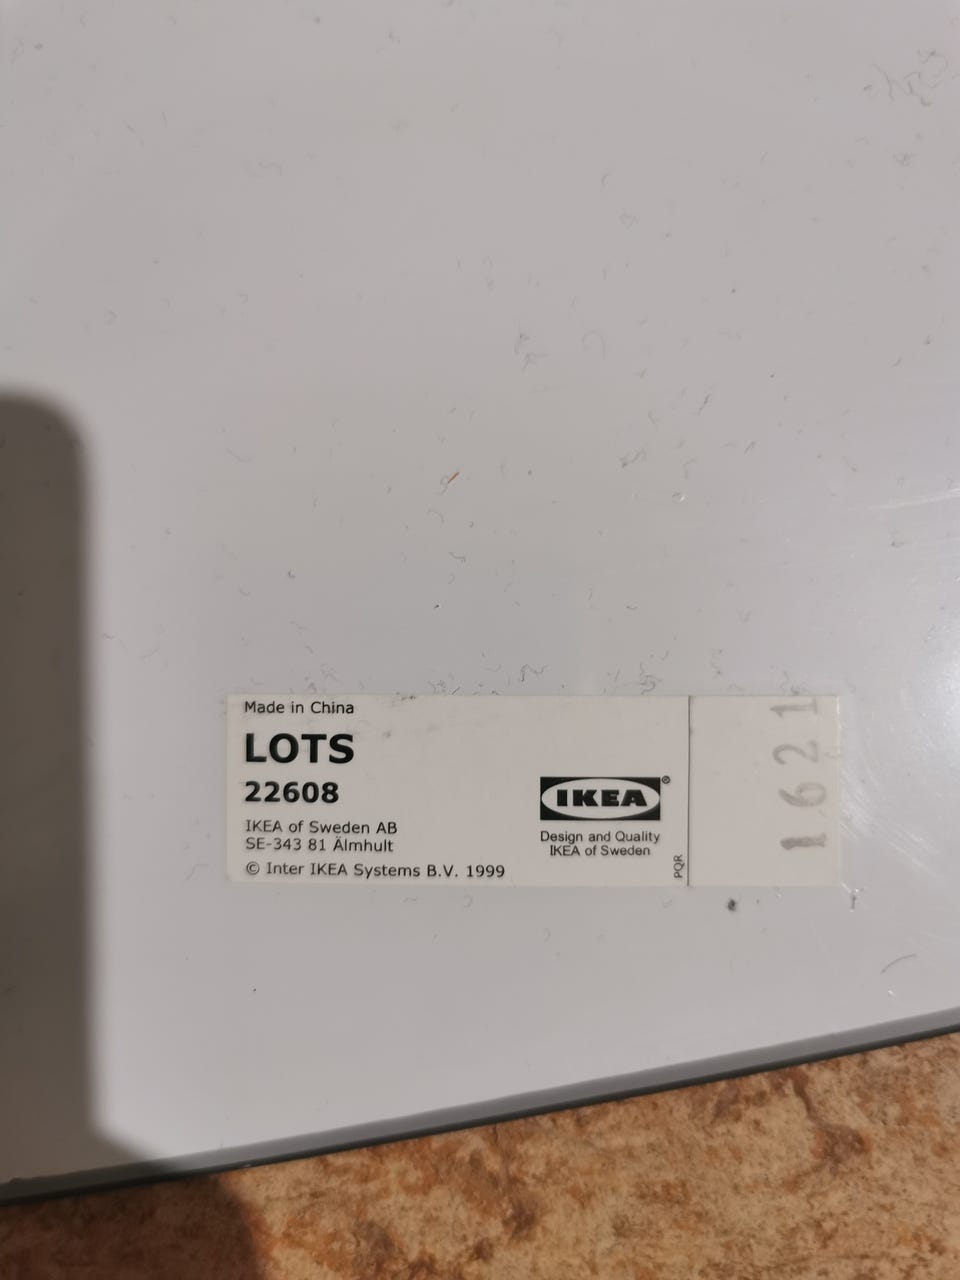 Made in China
LOTS
22608
IKEA of Sweden AB
SE-343 81 Älmhult
© Inter IKEA Systems B.V. 1999
IKEA®
Design and Quality
IKEA of Sweden
PQR
1621